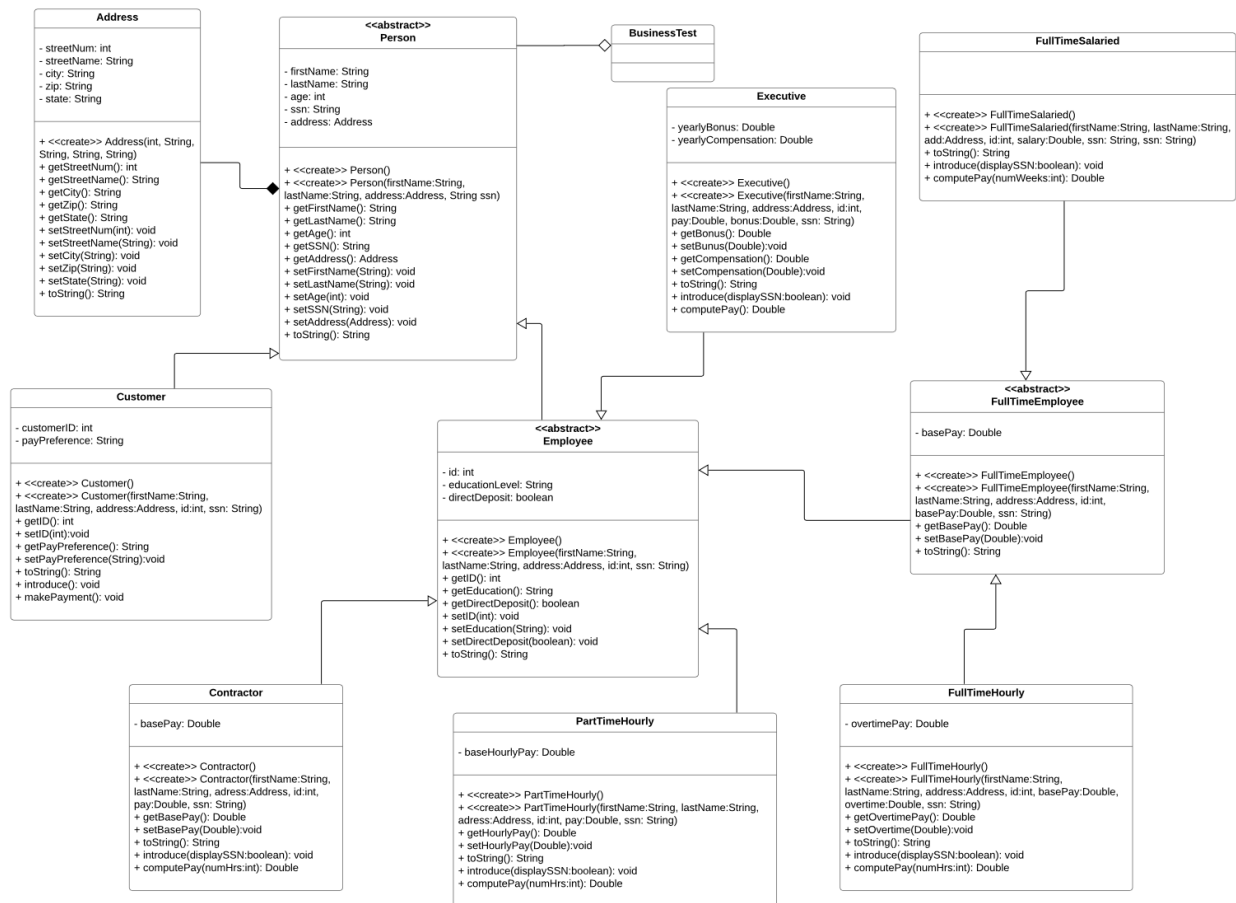 Address
- streetNum: int
- streetName: String
- city: String
- zip: String
- state: String
+ <<create>> Address(int, String,
String, String, String)
+ getStreetNum(): int
+ getStreetName(): String
+ getCity(): String
+ getZip(): String
+ getState(): String
+ setStreetNum(int): void
+ setStreetName(String): void
+ setCity(String): void
+ setZip(String): void
+ setState(String): void
+ toString(): String
<<abstract>>
Person
- firstName: String
- lastName: String
- age: int
- ssn: String
- address: Address
+ <<create>> Person()
+ <<create>> Person(firstName:String,
lastName:String, address:Address, String ssn)
+ getFirstName(): String
+ getLastName(): String
+ getAge(): int
+ getSSN(): String
+ getAddress(): Address
+ setFirstName(String): void
+ setLastName(String): void
+ setAge(int): void
+ setSSN(String): void
+ setAddress(Address): void
+ toString(): String
BusinessTest
Executive
- yearlyBonus: Double
- yearlyCompensation: Double
+ <<create>> Executive()
+ <<create>> Executive(firstName:String,
lastName:String, address:Address, id:int,
pay:Double, bonus:Double, ssn: String)
+ getBonus(): Double
+ setBunus(Double):void
+ getCompensation(): Double
+ setCompensation(Double):void
+ toString(): String
+ introduce(displaySSN:boolean): void
+ computePay(): Double
FullTimeSalaried
+ <<create>> FullTimeSalaried()
+ <<create>> FullTimeSalaried(firstName:String, lastName:String,
add:Address, id:int, salary:Double, ssn: String, ssn: String)
+ toString(): String
+ introduce(displaySSN:boolean): void
+ computePay(numWeeks:int): Double
Customer
- customerID: int
- payPreference: String
+ <<create>> Customer()
+ <<create>> Customer(firstName:String,
lastName:String, address:Address, id:int, ssn: String)
+ getID(): int
+ setID(int):void
+ getPayPreference(): String
+ setPayPreference(String):void
+ toString(): String
+ introduce(): void
+ makePayment(): void
<<abstract>>
Employee
- id: int
- educationLevel: String
- directDeposit: boolean
+ <<create>> Employee()
+ <<create>> Employee(firstName:String,
lastName:String, address:Address, id:int, ssn: String)
+ getID(): int
+ getEducation(): String
+ getDirectDeposit(): boolean
+ setID(int): void
+ setEducation(String): void
+ setDirectDeposit(boolean): void
+ toString(): String
<<abstract>>
FullTimeEmployee
- basePay: Double
+ <<create>> FullTimeEmployee()
+ <<create>> FullTimeEmployee(firstName:String,
lastName:String, address:Address, id:int,
basePay:Double, ssn: String)
+ getBasePay(): Double
+ setBasePay(Double):void
+ toString(): String
Contractor
- basePay: Double
+ <<create>> Contractor()
+ <<create>> Contractor(firstName:String,
lastName:String, adress:Address, id:int,
pay:Double, ssn: String)
+ getBasePay(): Double
+ setBasePay(Double):void
+ toString(): String
+ introduce(displaySSN:boolean): void
+ computePay(numHrs:int): Double
PartTimeHourly
- baseHourlyPay: Double
+ <<create>> PartTimeHourly()
+ <<create>> PartTimeHourly(firstName:String, lastName:String,
adress:Address, id:int, pay:Double, ssn: String)
+ getHourlyPay(): Double
+ setHourlyPay(Double):void
+ toString(): String
+ introduce(displaySSN:boolean): void
+ computePay(numHrs:int): Double
FullTimeHourly
- overtimePay: Double
+ <<create>> FullTimeHourly()
+ <<create>> FullTimeHourly(firstName:String,
lastName:String, address:Address, id:int, basePay:Double,
overtime:Double, ssn: String)
+ getOvertimePay(): Double
+ setOvertime(Double):void
+ toString(): String
+ introduce(displaySSN:boolean): void
+ computePay(numHrs:int): Double